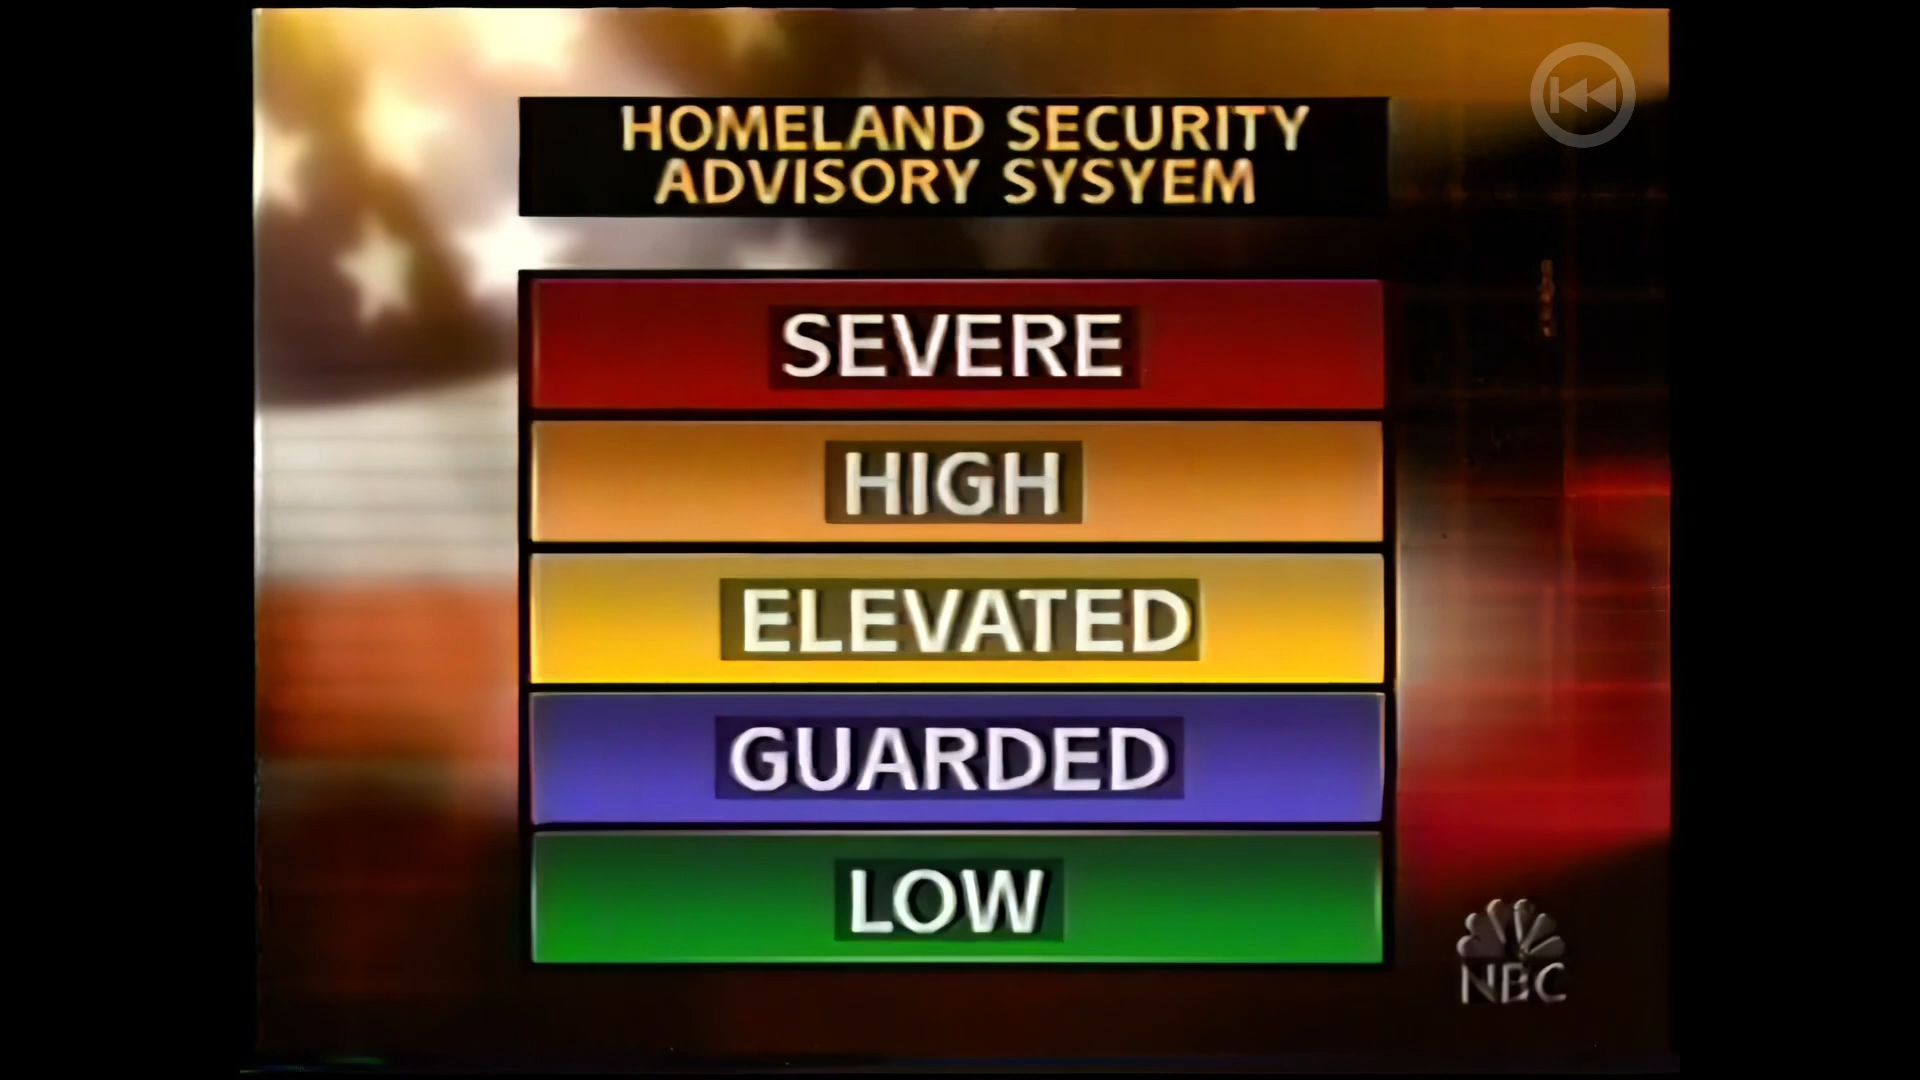 HOMELAND SECURITY
ADVISORY SYSYEM
SEVERE
HIGH
ELEVATED
GUARDED
LOW
NBC